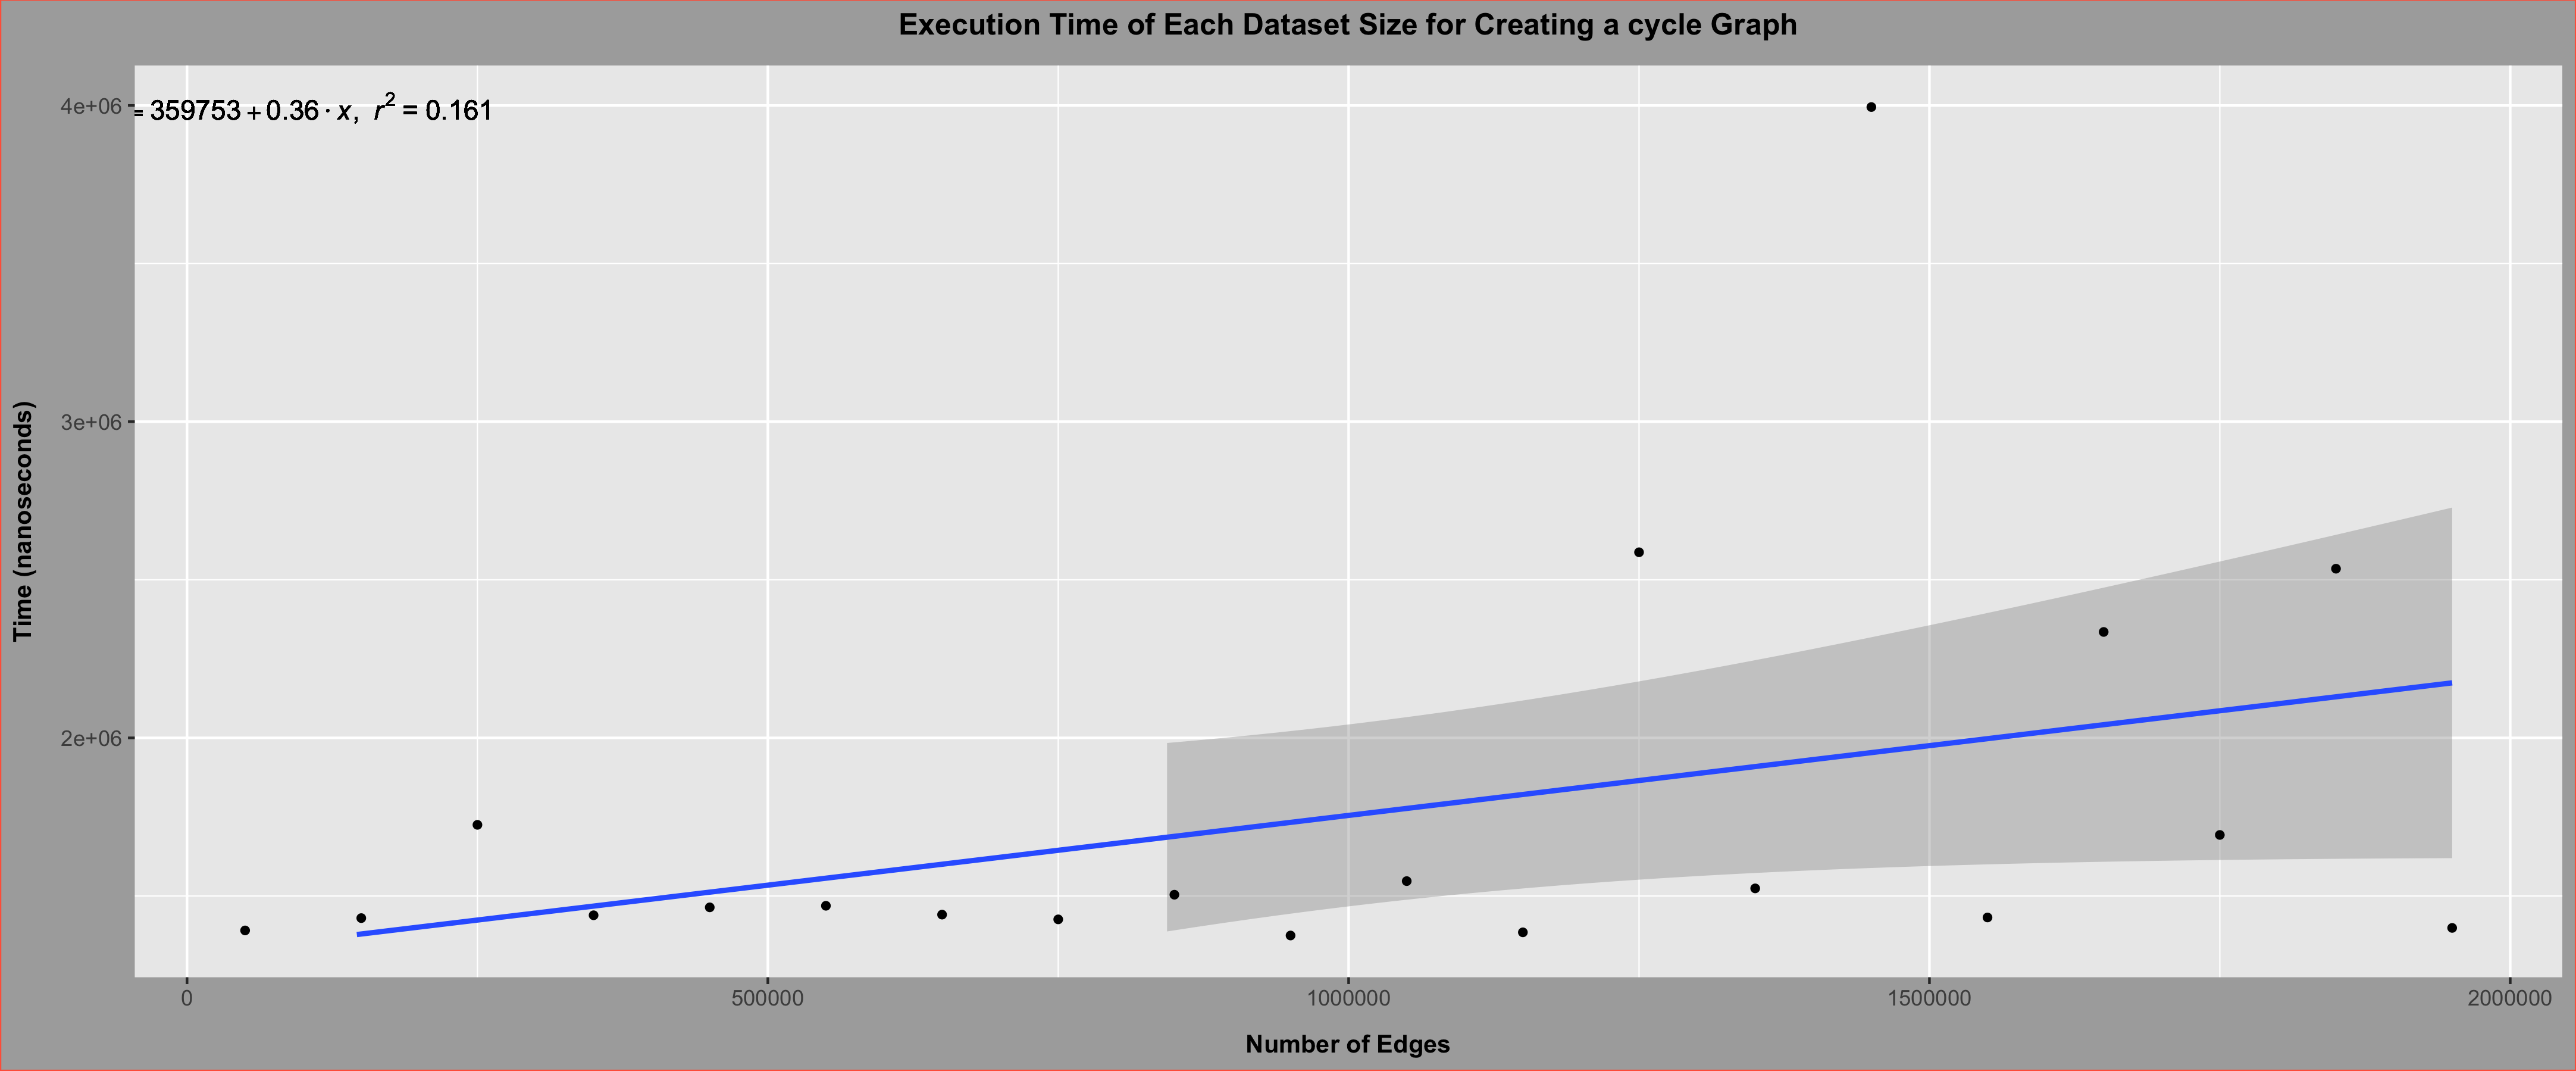 Execution Time of Each Dataset Size for Creating a cycle Graph
= 359753 + 0.36 · x, r² = 0.161
4e+06
3e+06
2e+06
Time (nanoseconds)
0 500000 1000000 1500000 2000000
Number of Edges